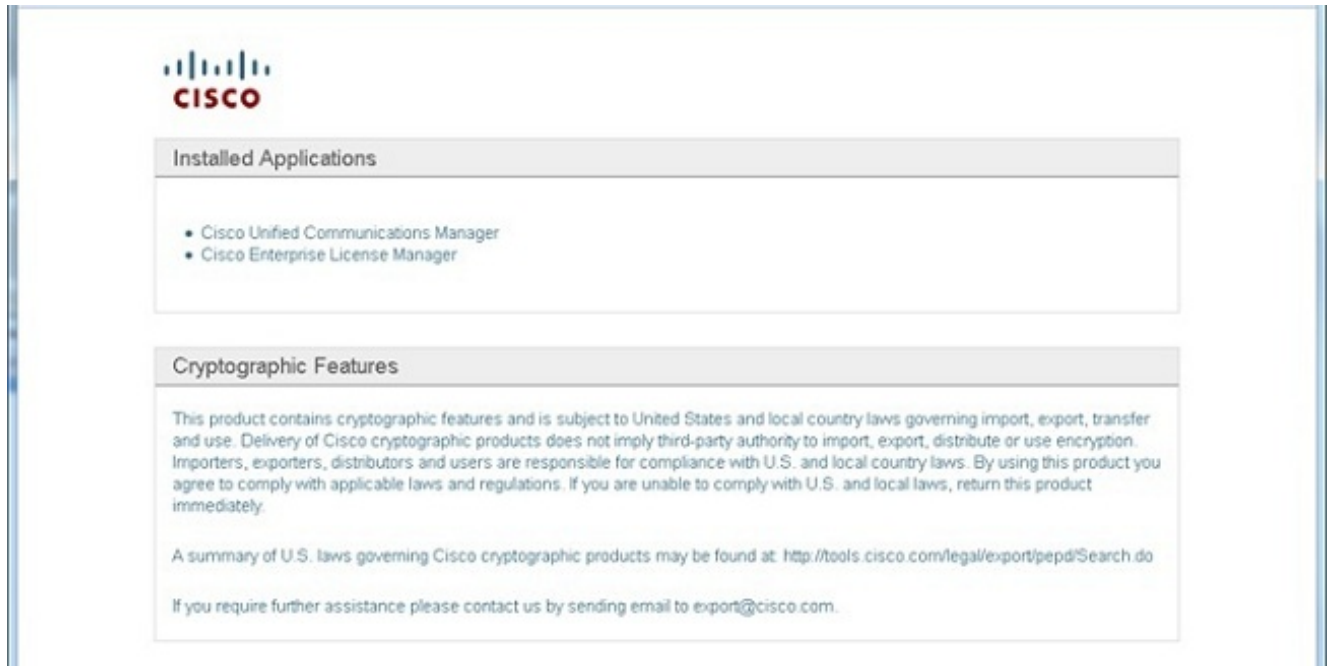 CISCO
Installed Applications
• Cisco Unified Communications Manager
• Cisco Enterprise License Manager
Cryptographic Features
This product contains cryptographic features and is subject to United States and local country laws governing import, export, transfer
and use. Delivery of Cisco cryptographic products does not imply third-party authority to import, export, distribute or use encryption.
Importers, exporters, distributors and users are responsible for compliance with U.S. and local country laws. By using this product you
agree to comply with applicable laws and regulations. If you are unable to comply with U.S. and local laws, return this product
immediately.
A summary of U.S. laws governing Cisco cryptographic products may be found at: http://tools.cisco.com/legal/export/pepd/Search.do
If you require further assistance please contact us by sending email to export@cisco.com.